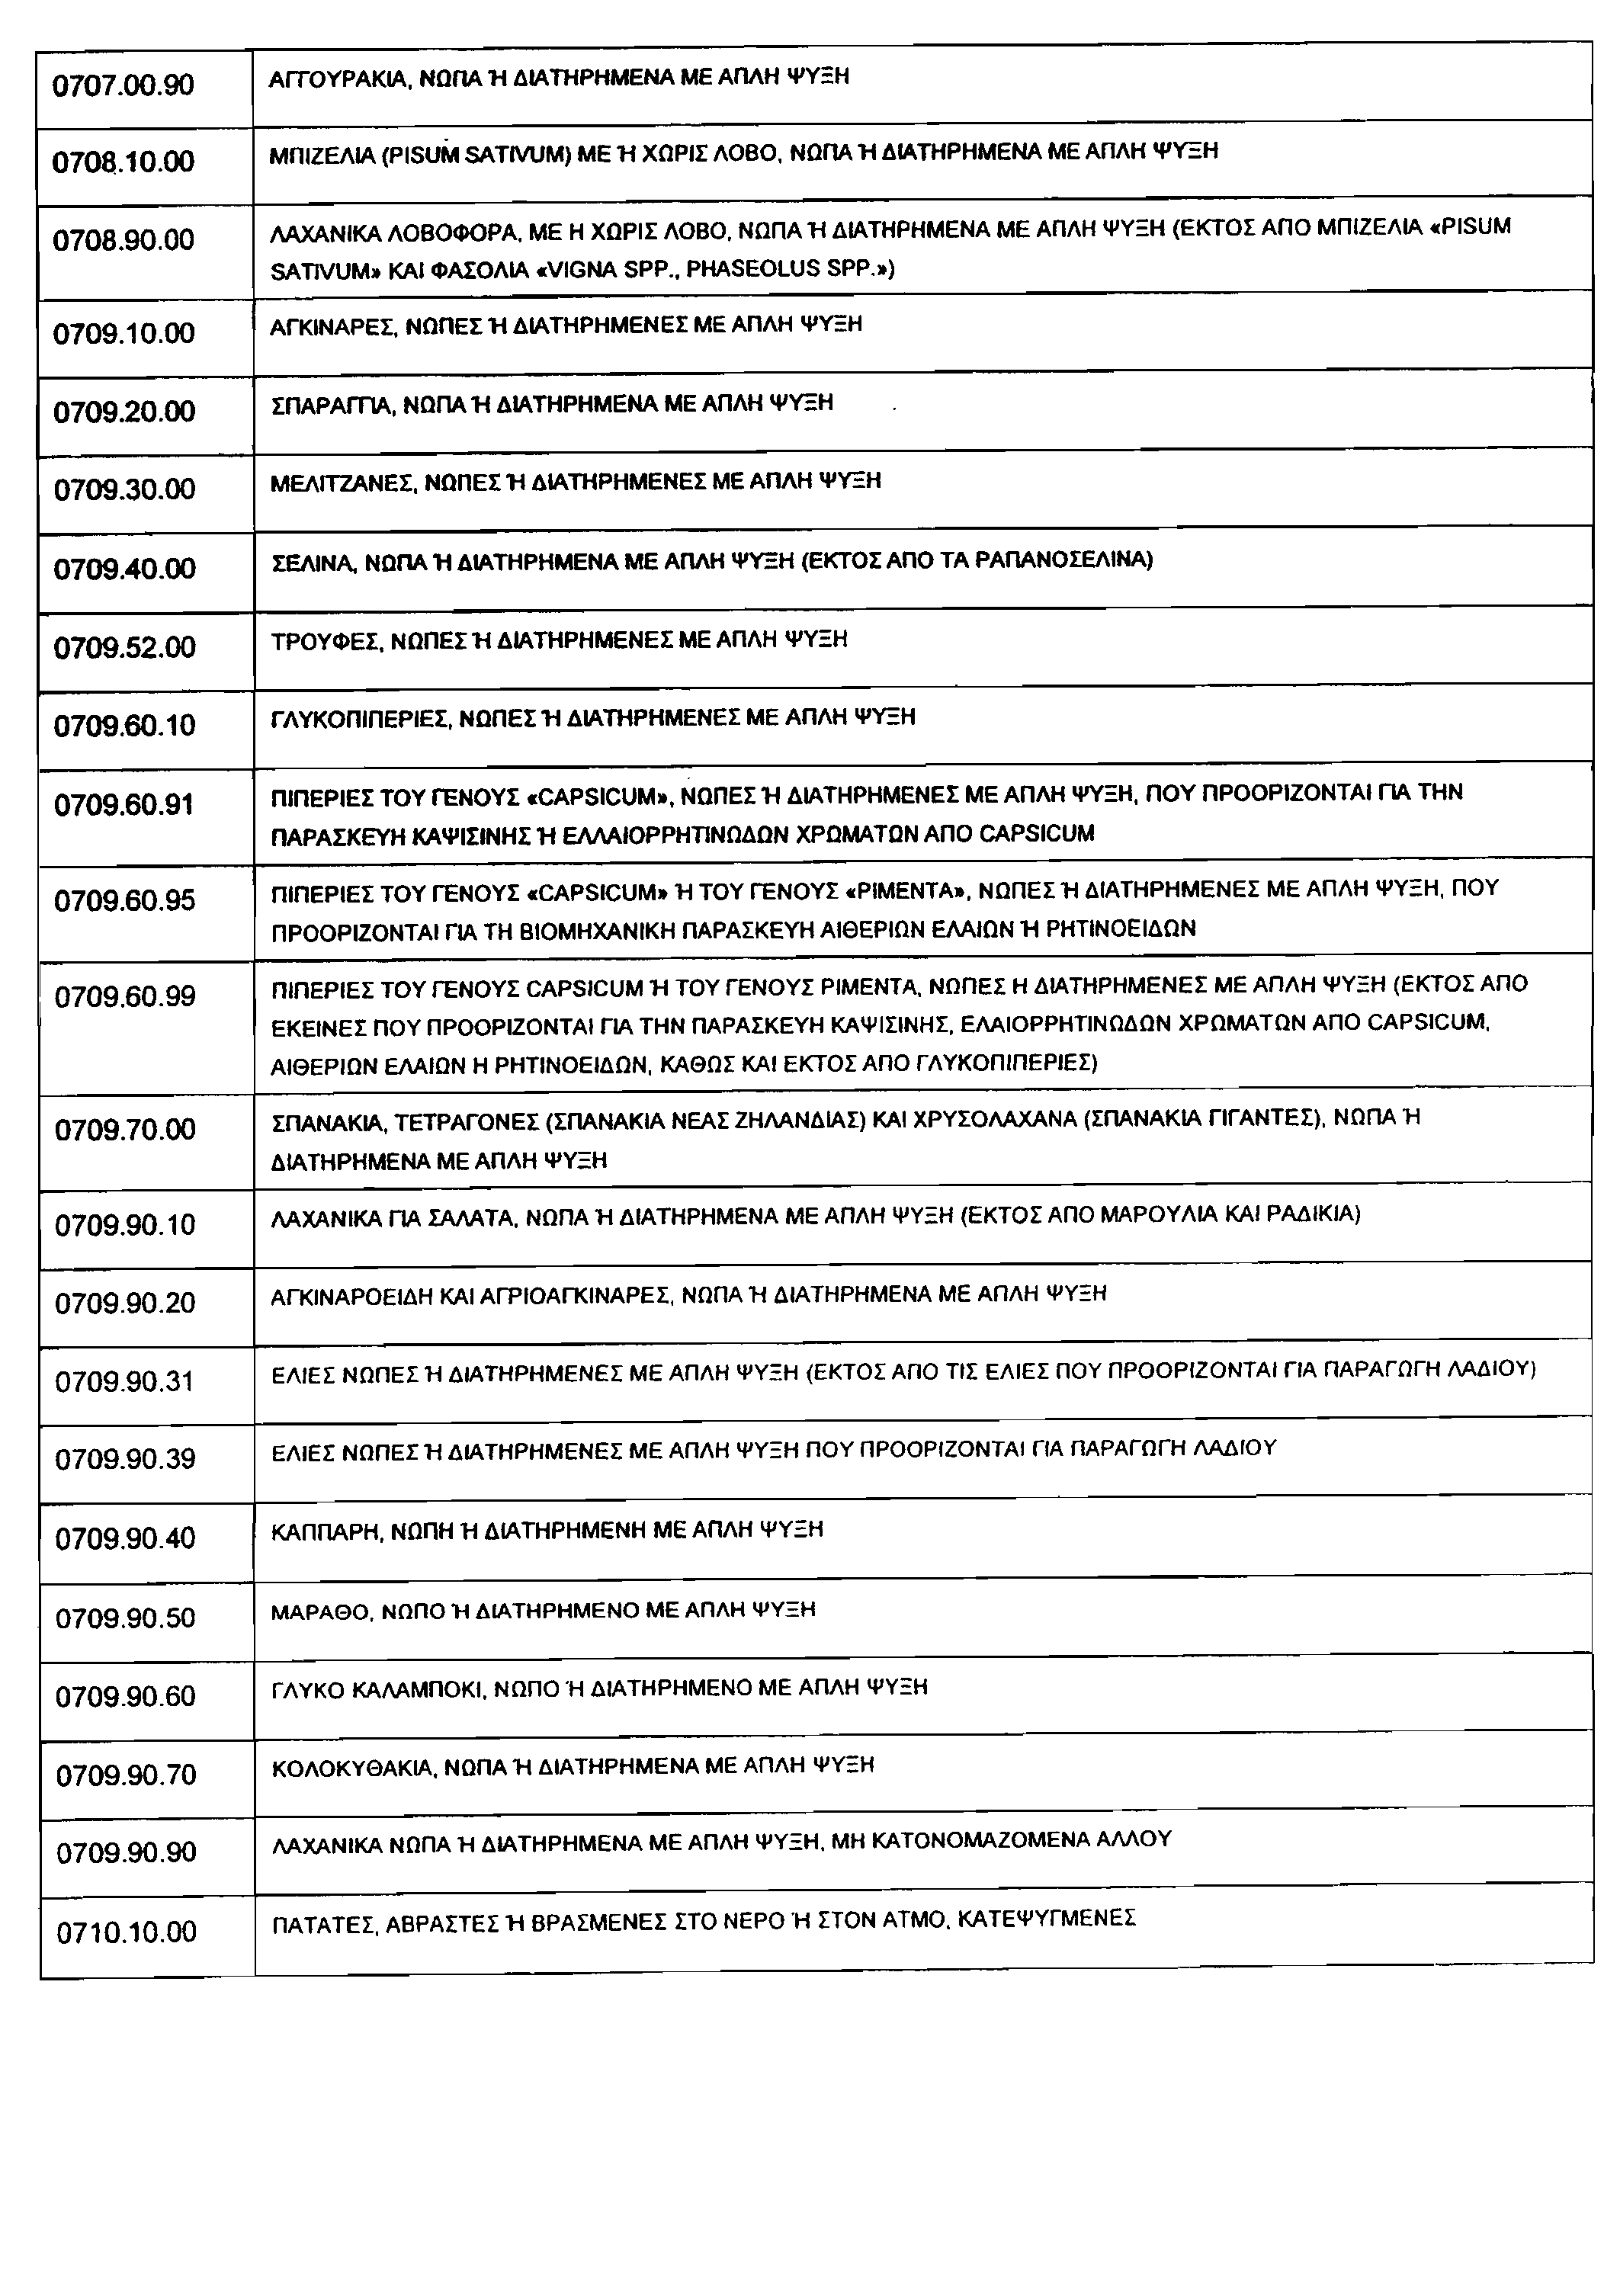 0707.00.90 ΑΓΓΟΥΡΑΚΙΑ, ΝΩΠΑ Ή ΔΙΑΤΗΡΗΜΕΝΑ ΜΕ ΑΠΛΗ ΨΥΞΗ
0708.10.00 ΜΠΙΖΕΛΙΑ (PISUM SATIVUM) ΜΕ Ή ΧΩΡΙΣ ΛΟΒΟ, ΝΩΠΑ Ή ΔΙΑΤΗΡΗΜΕΝΑ ΜΕ ΑΠΛΗ ΨΥΞΗ
0708.90.00 ΛΑΧΑΝΙΚΑ ΛΟΒΟΦΟΡΑ, ΜΕ Η ΧΩΡΙΣ ΛΟΒΟ, ΝΩΠΑ Ή ΔΙΑΤΗΡΗΜΕΝΑ ΜΕ ΑΠΛΗ ΨΥΞΗ (ΕΚΤΟΣ ΑΠΟ ΜΠΙΖΕΛΙΑ «PISUM
SATIVUM» ΚΑΙ ΦΑΣΟΛΙΑ «VIGNA SPP., PHASEOLUS SPP.»)
0709.10.00 ΑΓΚΙΝΑΡΕΣ, ΝΩΠΕΣ Ή ΔΙΑΤΗΡΗΜΕΝΕΣ ΜΕ ΑΠΛΗ ΨΥΞΗ
0709.20.00 ΣΠΑΡΑΓΓΙΑ, ΝΩΠΑ Ή ΔΙΑΤΗΡΗΜΕΝΑ ΜΕ ΑΠΛΗ ΨΥΞΗ
0709.30.00 ΜΕΛΙΤΖΑΝΕΣ, ΝΩΠΕΣ Ή ΔΙΑΤΗΡΗΜΕΝΕΣ ΜΕ ΑΠΛΗ ΨΥΞΗ
0709.40.00 ΣΕΛΙΝΑ, ΝΩΠΑ Ή ΔΙΑΤΗΡΗΜΕΝΑ ΜΕ ΑΠΛΗ ΨΥΞΗ (ΕΚΤΟΣ ΑΠΟ ΤΑ ΡΑΠΑΝΟΣΕΛΙΝΑ)
0709.52.00 ΤΡΟΥΦΕΣ, ΝΩΠΕΣ Ή ΔΙΑΤΗΡΗΜΕΝΕΣ ΜΕ ΑΠΛΗ ΨΥΞΗ
0709.60.10 ΓΛΥΚΟΠΙΠΕΡΙΕΣ, ΝΩΠΕΣ Ή ΔΙΑΤΗΡΗΜΕΝΕΣ ΜΕ ΑΠΛΗ ΨΥΞΗ
0709.60.91 ΠΙΠΕΡΙΕΣ ΤΟΥ ΓΕΝΟΥΣ «CAPSICUM», ΝΩΠΕΣ Ή ΔΙΑΤΗΡΗΜΕΝΕΣ ΜΕ ΑΠΛΗ ΨΥΞΗ, ΠΟΥ ΠΡΟΟΡΙΖΟΝΤΑΙ ΓΙΑ ΤΗΝ
ΠΑΡΑΣΚΕΥΗ ΚΑΨΙΣΙΝΗΣ Ή ΕΛΛΑΙΟΡΡΗΤΙΝΩΔΩΝ ΧΡΩΜΑΤΩΝ ΑΠΟ CAPSICUM
0709.60.95 ΠΙΠΕΡΙΕΣ ΤΟΥ ΓΕΝΟΥΣ «CAPSICUM» Ή ΤΟΥ ΓΕΝΟΥΣ «PIMENTA», ΝΩΠΕΣ Ή ΔΙΑΤΗΡΗΜΕΝΕΣ ΜΕ ΑΠΛΗ ΨΥΞΗ, ΠΟΥ
ΠΡΟΟΡΙΖΟΝΤΑΙ ΓΙΑ ΤΗ ΒΙΟΜΗΧΑΝΙΚΗ ΠΑΡΑΣΚΕΥΗ ΑΙΘΕΡΙΩΝ ΕΛΑΙΩΝ Ή ΡΗΤΙΝΟΕΙΔΩΝ
0709.60.99 ΠΙΠΕΡΙΕΣ ΤΟΥ ΓΕΝΟΥΣ CAPSICUM Ή ΤΟΥ ΓΕΝΟΥΣ PIMENTA, ΝΩΠΕΣ Η ΔΙΑΤΗΡΗΜΕΝΕΣ ΜΕ ΑΠΛΗ ΨΥΞΗ (ΕΚΤΟΣ ΑΠΟ
ΕΚΕΙΝΕΣ ΠΟΥ ΠΡΟΟΡΙΖΟΝΤΑΙ ΓΙΑ ΤΗΝ ΠΑΡΑΣΚΕΥΗ ΚΑΨΙΣΙΝΗΣ, ΕΛΑΙΟΡΡΗΤΙΝΩΔΩΝ ΧΡΩΜΑΤΩΝ ΑΠΟ CAPSICUM,
ΑΙΘΕΡΙΩΝ ΕΛΑΙΩΝ Η ΡΗΤΙΝΟΕΙΔΩΝ, ΚΑΘΩΣ ΚΑΙ ΕΚΤΟΣ ΑΠΟ ΓΛΥΚΟΠΙΠΕΡΙΕΣ)
0709.70.00 ΣΠΑΝΑΚΙΑ, ΤΕΤΡΑΓΟΝΕΣ (ΣΠΑΝΑΚΙΑ ΝΕΑΣ ΖΗΛΑΝΔΙΑΣ) ΚΑΙ ΧΡΥΣΟΛΑΧΑΝΑ (ΣΠΑΝΑΚΙΑ ΓΙΓΑΝΤΕΣ), ΝΩΠΑ Ή
ΔΙΑΤΗΡΗΜΕΝΑ ΜΕ ΑΠΛΗ ΨΥΞΗ
0709.90.10 ΛΑΧΑΝΙΚΑ ΓΙΑ ΣΑΛΑΤΑ, ΝΩΠΑ Ή ΔΙΑΤΗΡΗΜΕΝΑ ΜΕ ΑΠΛΗ ΨΥΞΗ (ΕΚΤΟΣ ΑΠΟ ΜΑΡΟΥΛΙΑ ΚΑΙ ΡΑΔΙΚΙΑ)
0709.90.20 ΑΓΚΙΝΑΡΟΕΙΔΗ ΚΑΙ ΑΓΡΙΟΑΓΚΙΝΑΡΕΣ, ΝΩΠΑ Ή ΔΙΑΤΗΡΗΜΕΝΑ ΜΕ ΑΠΛΗ ΨΥΞΗ
0709.90.31 ΕΛΙΕΣ ΝΩΠΕΣ Ή ΔΙΑΤΗΡΗΜΕΝΕΣ ΜΕ ΑΠΛΗ ΨΥΞΗ (ΕΚΤΟΣ ΑΠΟ ΤΙΣ ΕΛΙΕΣ ΠΟΥ ΠΡΟΟΡΙΖΟΝΤΑΙ ΓΙΑ ΠΑΡΑΓΩΓΗ ΛΑΔΙΟΥ)
0709.90.39 ΕΛΙΕΣ ΝΩΠΕΣ Ή ΔΙΑΤΗΡΗΜΕΝΕΣ ΜΕ ΑΠΛΗ ΨΥΞΗ ΠΟΥ ΠΡΟΟΡΙΖΟΝΤΑΙ ΓΙΑ ΠΑΡΑΓΩΓΗ ΛΑΔΙΟΥ
0709.90.40 ΚΑΠΠΑΡΗ, ΝΩΠΗ Ή ΔΙΑΤΗΡΗΜΕΝΗ ΜΕ ΑΠΛΗ ΨΥΞΗ
0709.90.50 ΜΑΡΑΘΟ, ΝΩΠΟ Ή ΔΙΑΤΗΡΗΜΕΝΟ ΜΕ ΑΠΛΗ ΨΥΞΗ
0709.90.60 ΓΛΥΚΟ ΚΑΛΑΜΠΟΚΙ, ΝΩΠΟ Ή ΔΙΑΤΗΡΗΜΕΝΟ ΜΕ ΑΠΛΗ ΨΥΞΗ
0709.90.70 ΚΟΛΟΚΥΘΑΚΙΑ, ΝΩΠΑ Ή ΔΙΑΤΗΡΗΜΕΝΑ ΜΕ ΑΠΛΗ ΨΥΞΗ
0709.90.90 ΛΑΧΑΝΙΚΑ ΝΩΠΑ Ή ΔΙΑΤΗΡΗΜΕΝΑ ΜΕ ΑΠΛΗ ΨΥΞΗ, ΜΗ ΚΑΤΟΝΟΜΑΖΟΜΕΝΑ ΑΛΛΟΥ
0710.10.00 ΠΑΤΑΤΕΣ, ΑΒΡΑΣΤΕΣ Ή ΒΡΑΣΜΕΝΕΣ ΣΤΟ ΝΕΡΟ Ή ΣΤΟΝ ΑΤΜΟ, ΚΑΤΕΨΥΓΜΕΝΕΣ